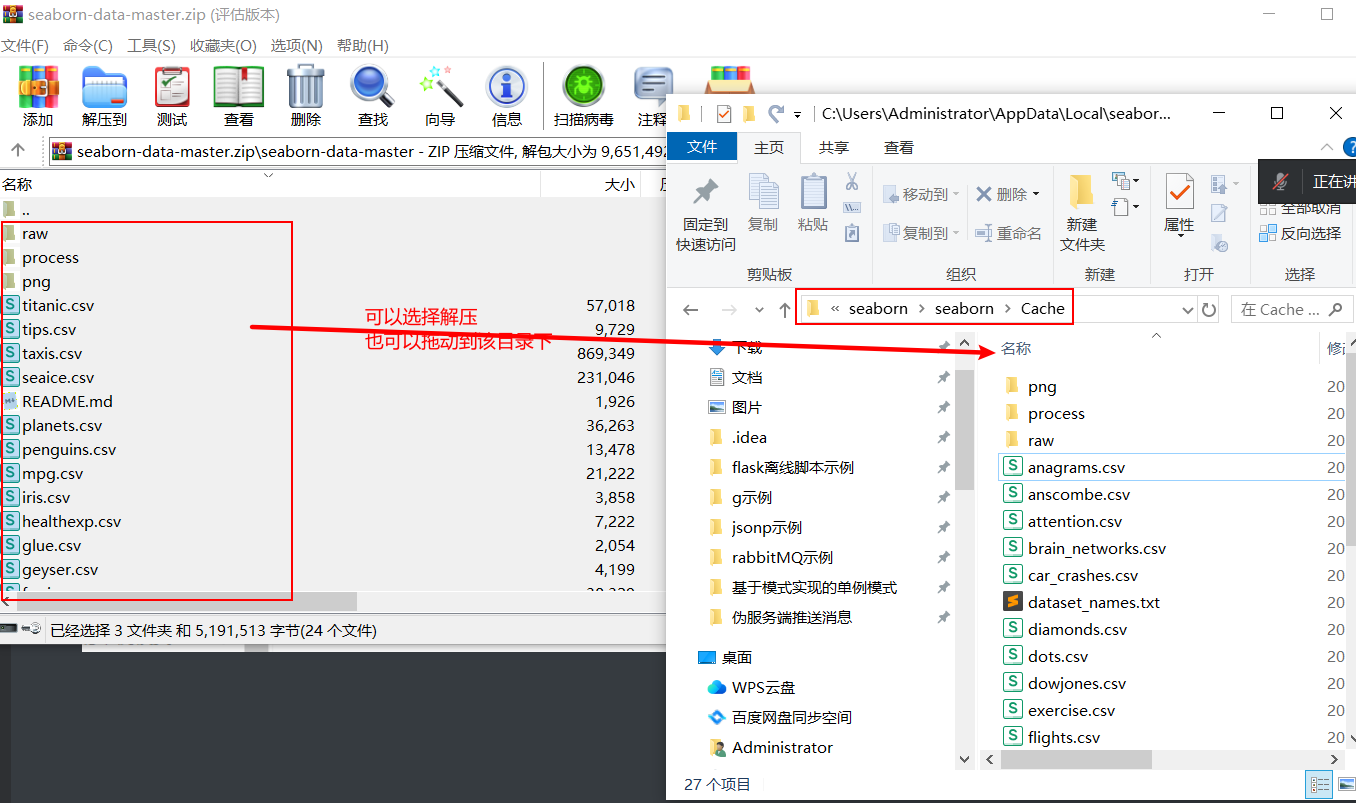 seaborn-data-master.zip (评估版本)
文件(F) 命令(C) 工具(S) 收藏夹(O) 选项(N) 帮助(H)
添加 解压到 测试 查看 删除 查找 向导 信息 扫描病毒 注释
seaborn-data-master.zip\seaborn-data-master - ZIP 压缩文件, 解包大小为 9,651,492
名称 大小
..
raw
process
png
titanic.csv 57,018
tips.csv 9,729
taxis.csv 869,349
seaice.csv 231,046
README.md 1,926
planets.csv 36,263
penguins.csv 13,478
mpg.csv 21,222
iris.csv 3,858
healthexp.csv 7,222
glue.csv 2,054
geyser.csv 4,199
已经选择 3 文件夹 和 5,191,513 字节(24 个文件)
可以选择解压
也可以拖动到该目录下
C:\Users\Administrator\AppData\Local\seabor...
文件 主页 共享 查看
固定到
快速访问
复制
粘贴
剪贴板
移动到
复制到
删除
重命名
组织
新建
文件夹
新建
属性
打开
正在讲
全部取消
反向选择
选择
« seaborn › seaborn › Cache
在 Cache ...
下载
文档
图片
.idea
flask离线脚本示例
g示例
jsonp示例
rabbitMQ示例
基于模式实现的单例模式
伪服务端推送消息
桌面
WPS云盘
百度网盘同步空间
Administrator
名称
png 20
process 20
raw 20
anagrams.csv 20
anscombe.csv 20
attention.csv 20
brain_networks.csv 20
car_crashes.csv 20
dataset_names.txt 20
diamonds.csv 20
dots.csv 20
dowjones.csv 20
exercise.csv 20
flights.csv 20
27 个项目